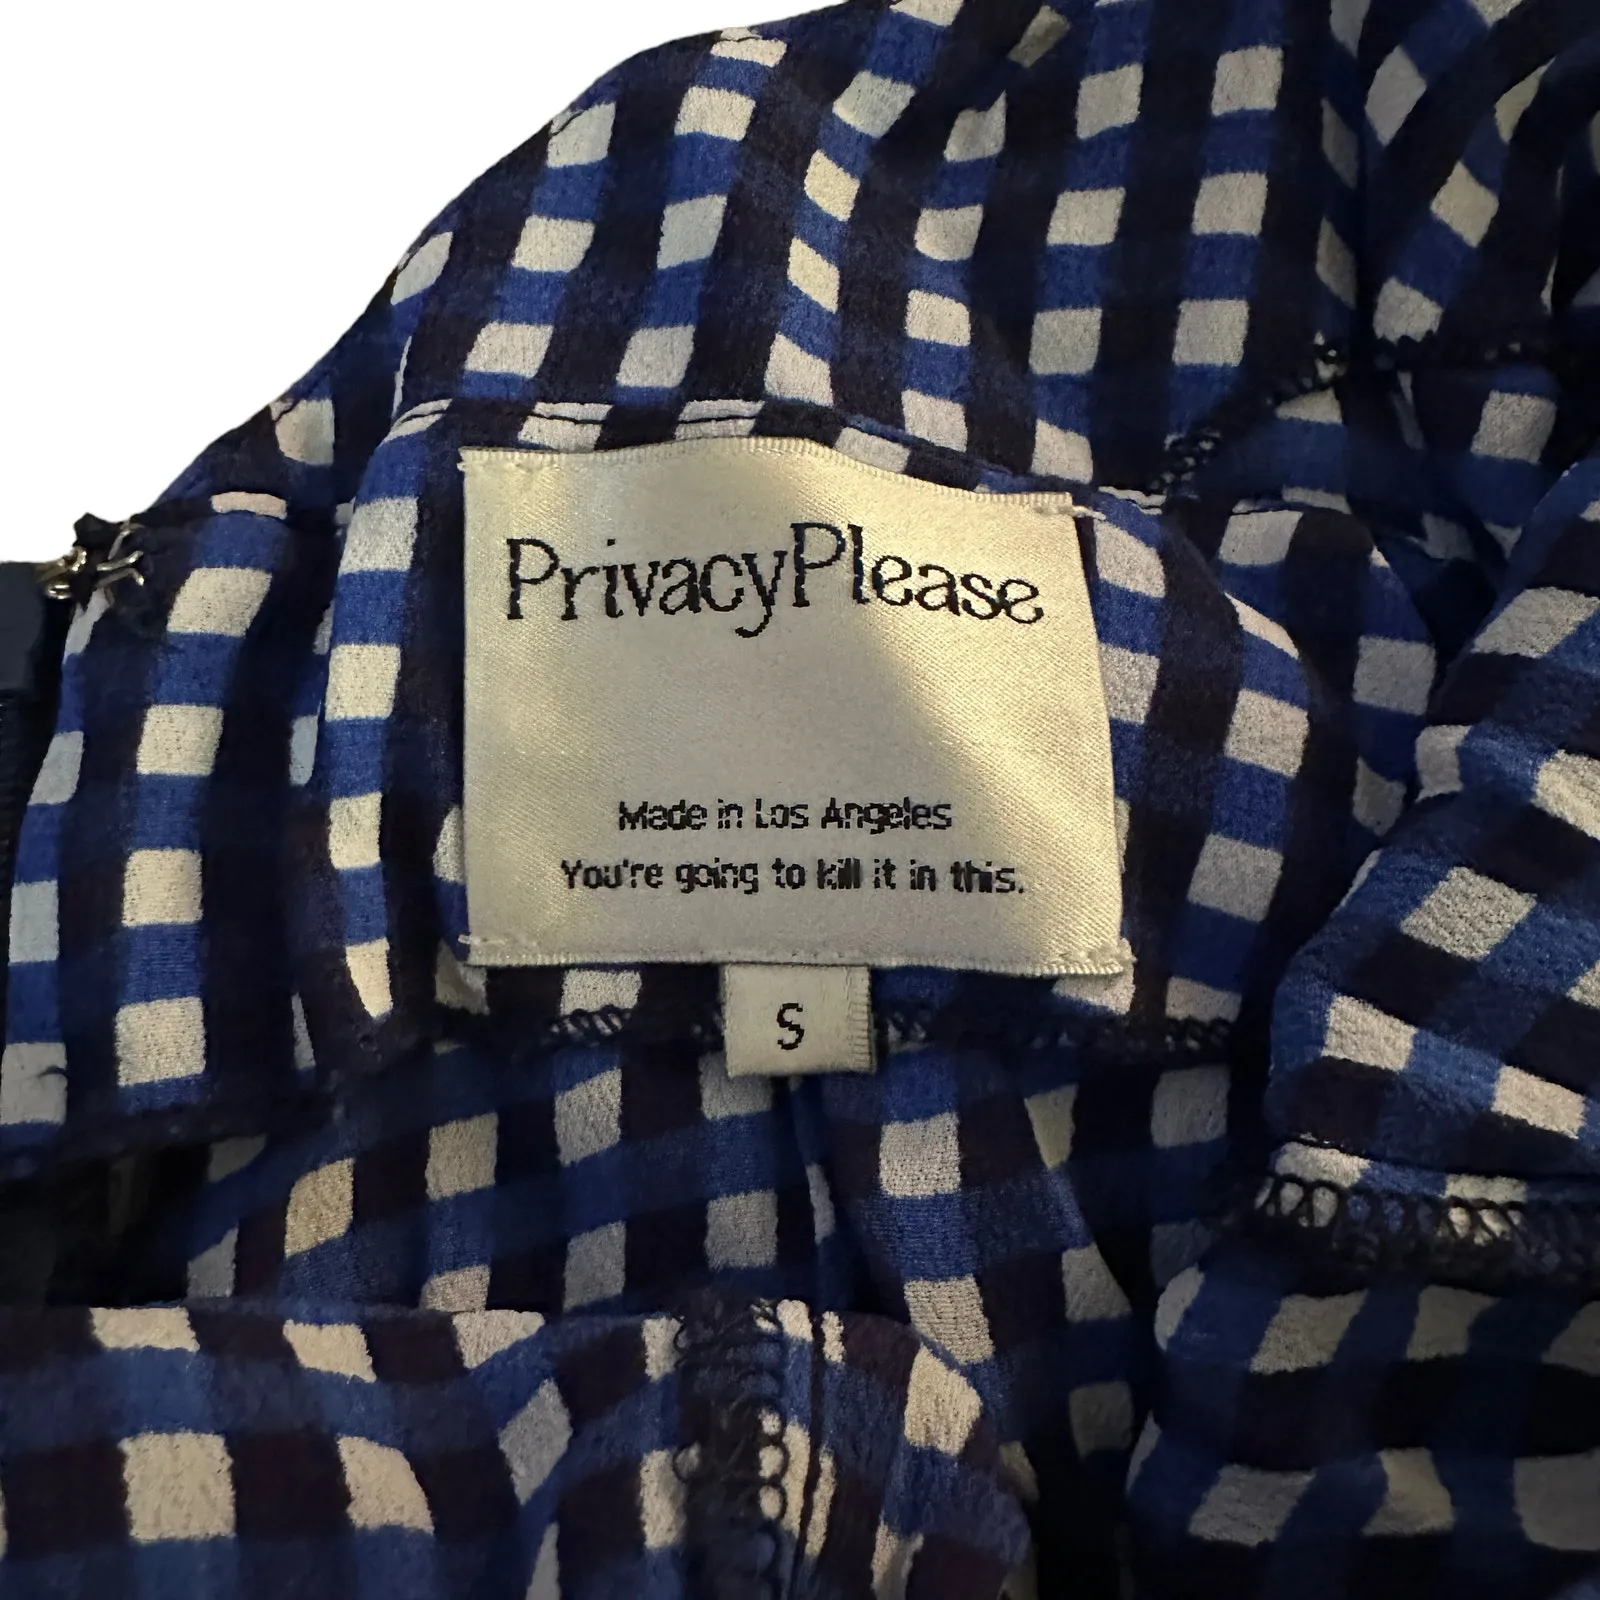 PrivacyPlease
Made in Los Angeles
You're going to kill it in this.
S